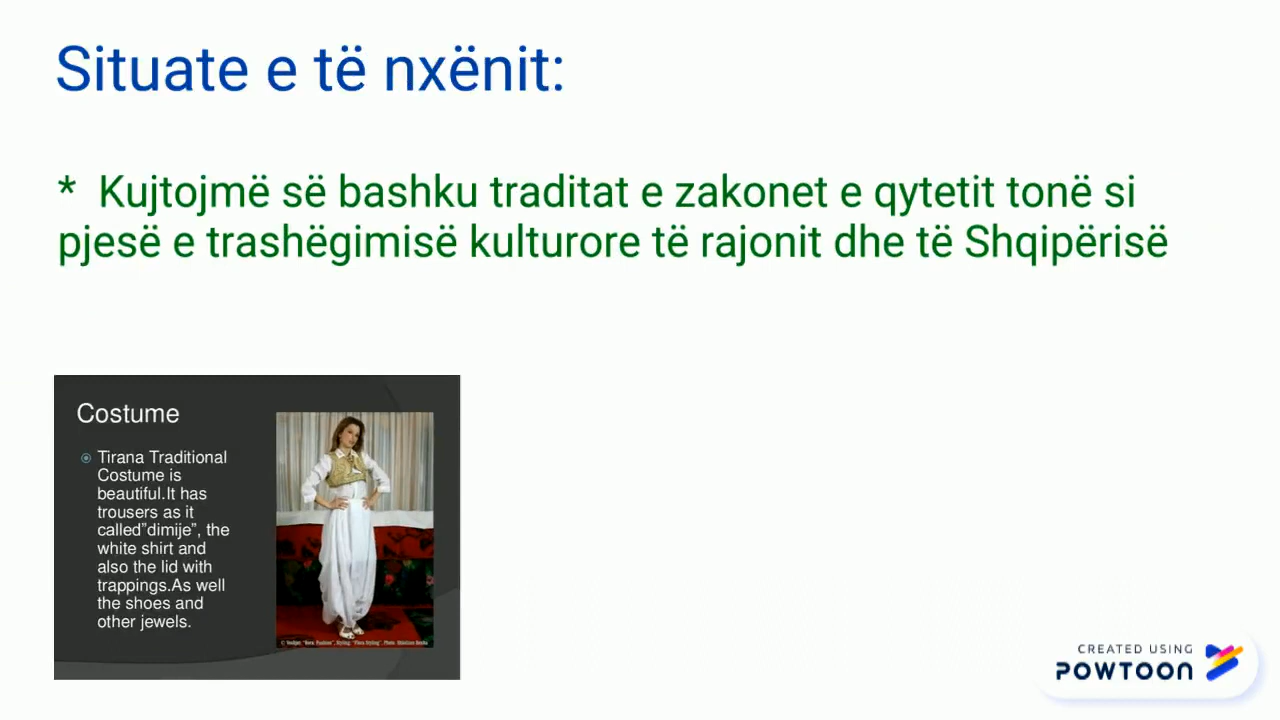 Situate e të nxënit:
* Kujtojmë së bashku traditat e zakonet e qytetit tonë si
pjesë e trashëgimisë kulturore të rajonit dhe të Shqipërisë
Costume
Tirana Traditional
Costume is
beautiful.It has
trousers as it
called”dimije”, the
white shirt and
also the lid with
trappings.As well
the shoes and
other jewels.
CREATED USING
POWTOON